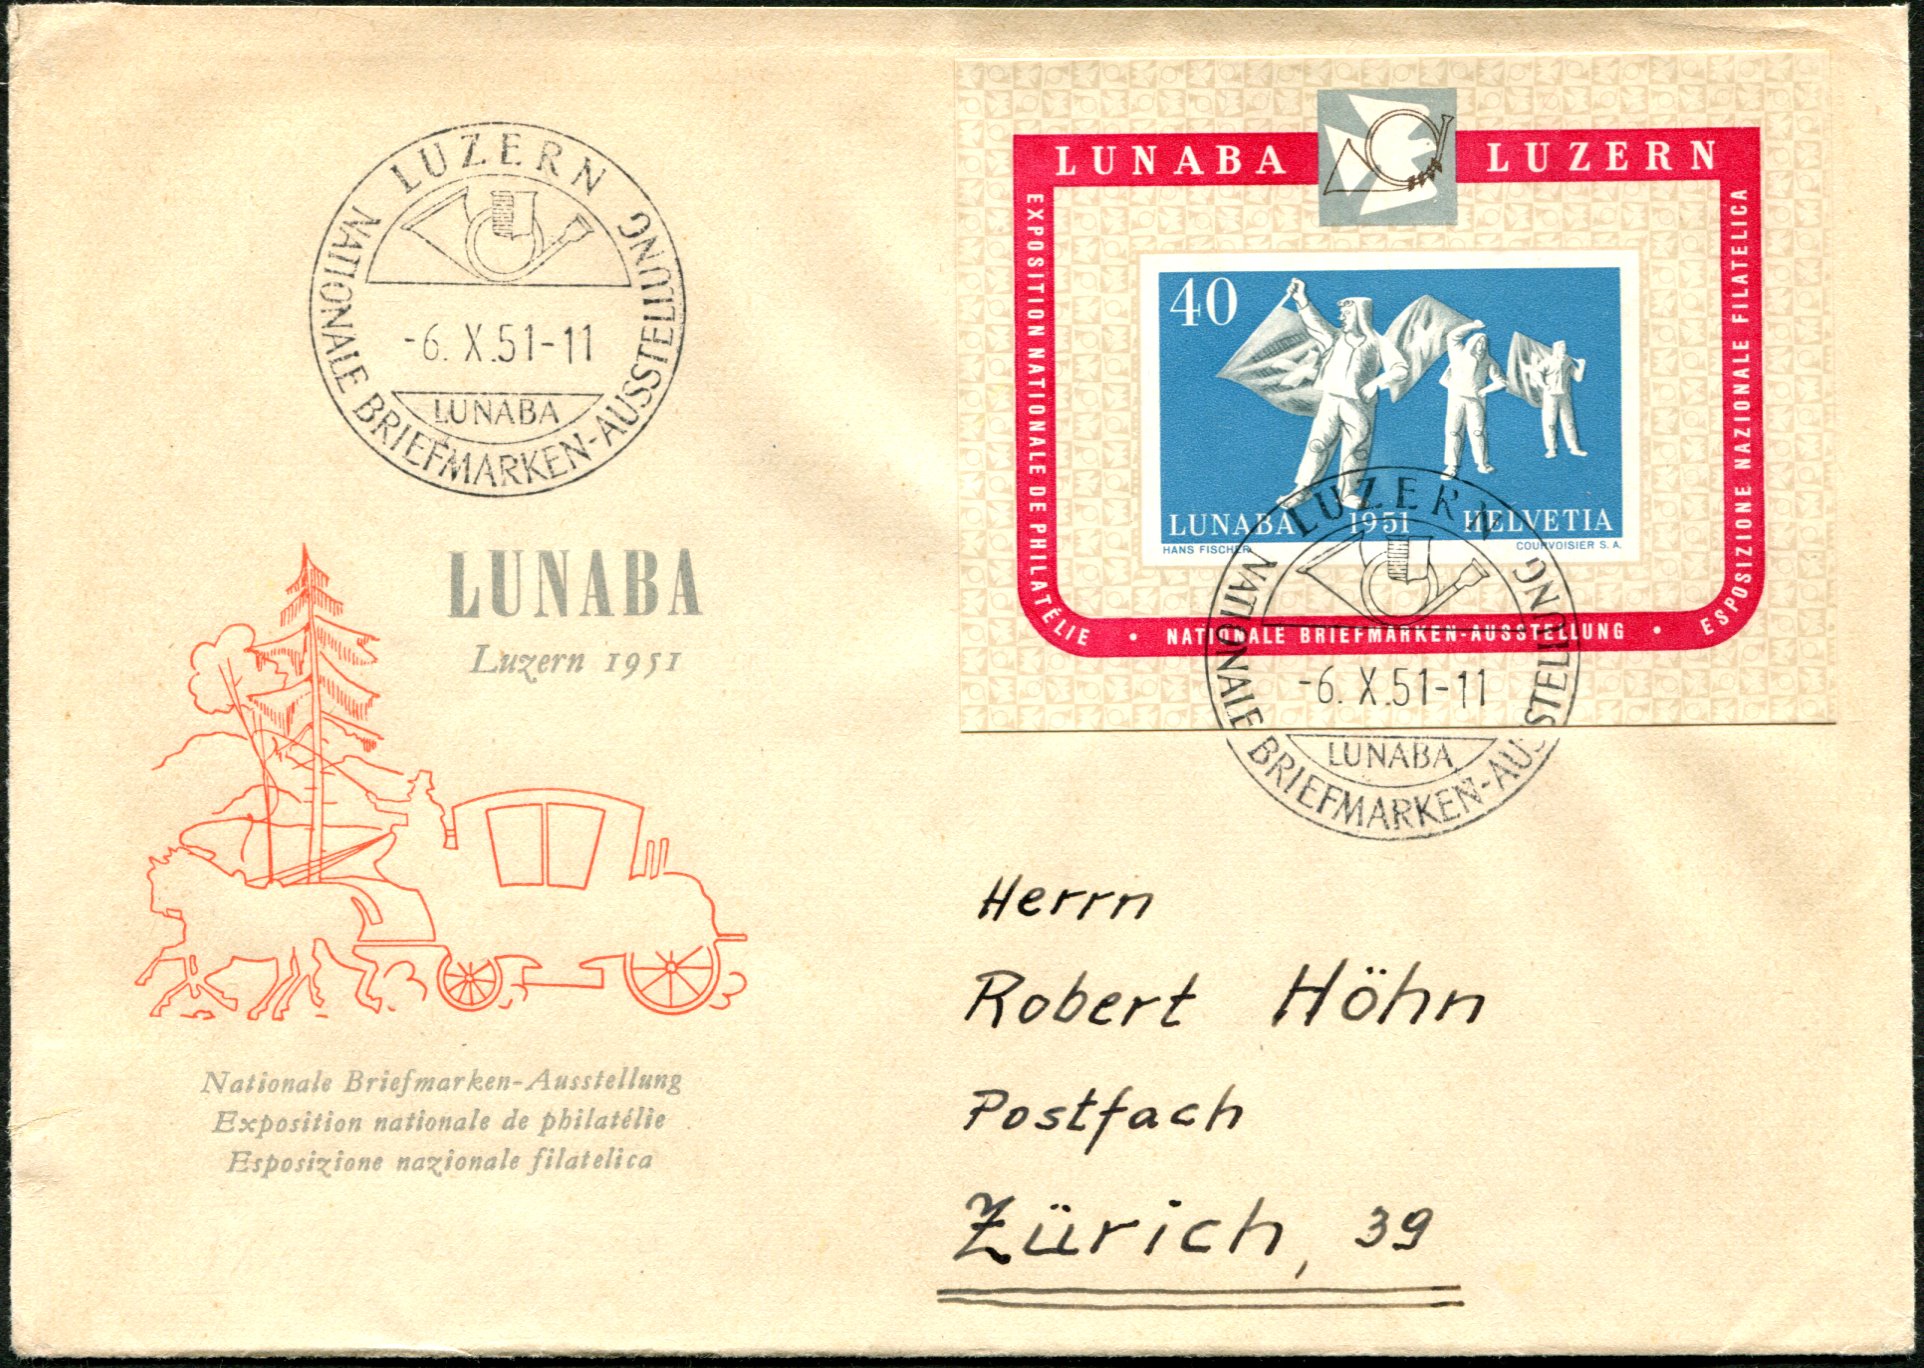 LUZERN
NATIONALE BRIEFMARKEN-AUSSTELLUNG
-6. X.51-11
LUNABA
LUNABA
Luzern 1951
Nationale Briefmarken-Ausstellung
Exposition nationale de philatélie
Esposizione nazionale filatelica
LUNABA LUZERN
EXPOSITION NATIONALE DE PHILATÉLIE • NATIONALE BRIEFMARKEN-AUSSTELLUNG • ESPOSIZIONE NAZIONALE FILATELICA
40
LUNABA 1951 HELVETIA
HANS FISCHER COURVOISIER S. A.
LUZERN
NATIONALE BRIEFMARKEN-AUSSTELLUNG
-6. X.51-11
LUNABA
Herrn
Robert Höhn
Postfach
Zürich, 39